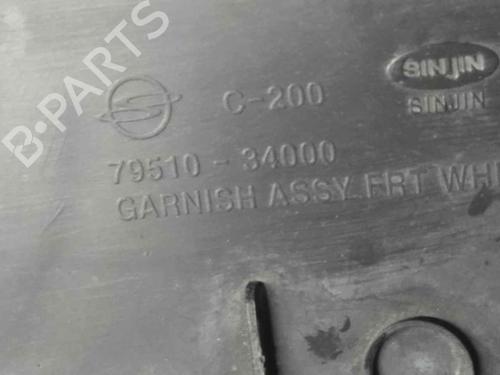 B-PARTS
C-200
SINJIN
SINJIN
79510-34000
GARNISH ASSY FRT WH